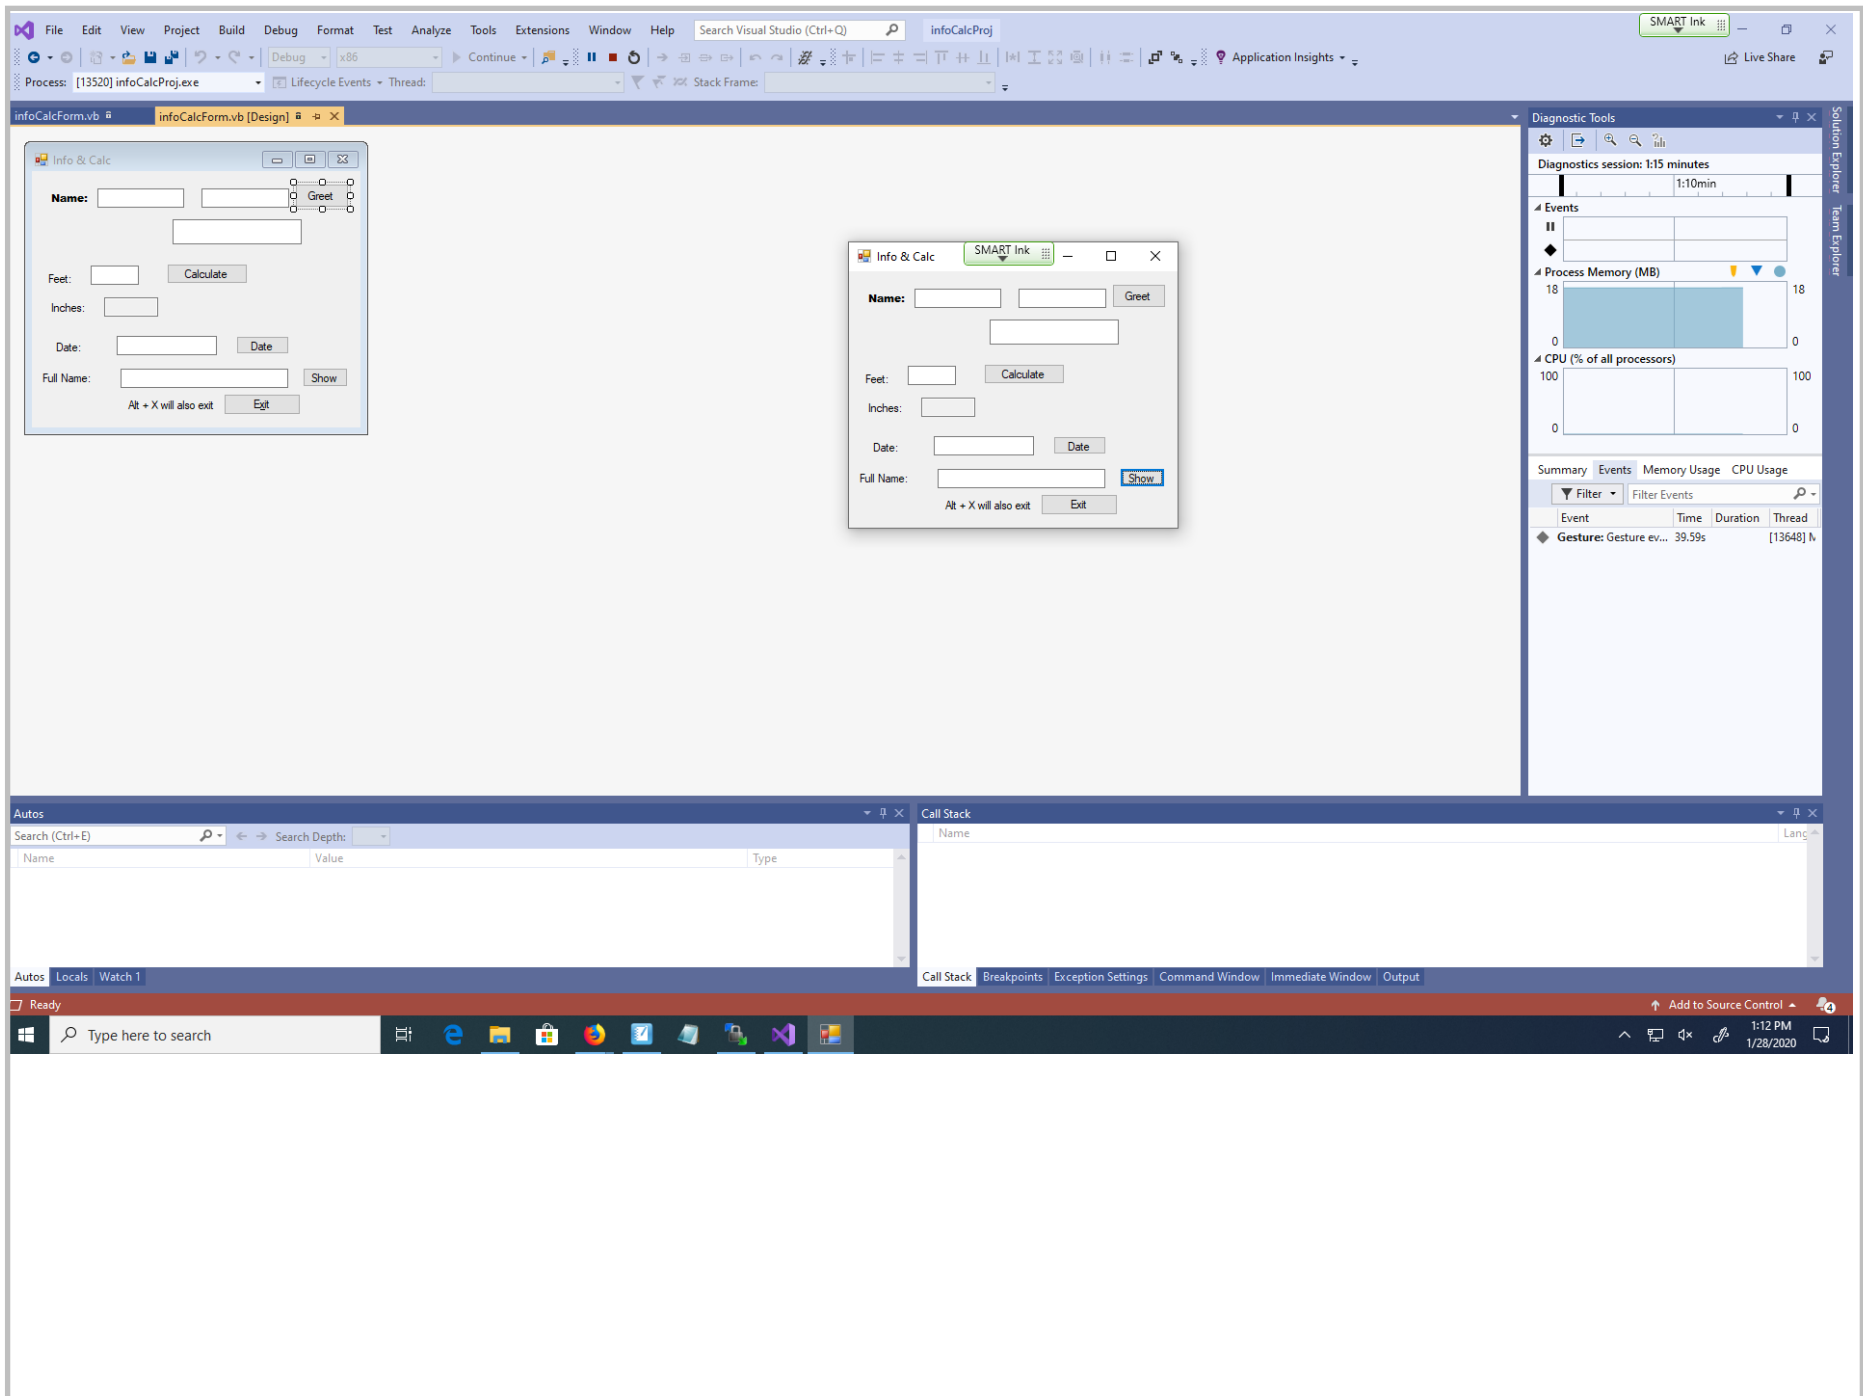 File Edit View Project Build Debug Format Test Analyze Tools Extensions Window Help Search Visual Studio (Ctrl+Q) infoCalcProj SMART Ink
Debug x86 Continue Application Insights Live Share
Process: [13520] infoCalcProj.exe Lifecycle Events Thread: Stack Frame:
infoCalcForm.vb infoCalcForm.vb [Design]
Info & Calc
Name: Greet
Feet: Calculate
Inches:
Date: Date
Full Name: Show
Alt + X will also exit Exit
Info & Calc SMART Ink
Name: Greet
Feet: Calculate
Inches:
Date: Date
Full Name: Show
Alt + X will also exit Exit
Diagnostic Tools
Diagnostics session: 1:15 minutes
1:10min
Events
Process Memory (MB)
18 18
0 0
CPU (% of all processors)
100 100
0 0
Summary Events Memory Usage CPU Usage
Filter Filter Events
Event Time Duration Thread
Gesture: Gesture ev... 39.59s [13648] M
Solution Explorer
Team Explorer
Autos
Search (Ctrl+E) Search Depth:
Name Value Type
Autos Locals Watch 1
Call Stack
Name Lang
Call Stack Breakpoints Exception Settings Command Window Immediate Window Output
Ready Add to Source Control 4
Type here to search 1:12 PM
1/28/2020